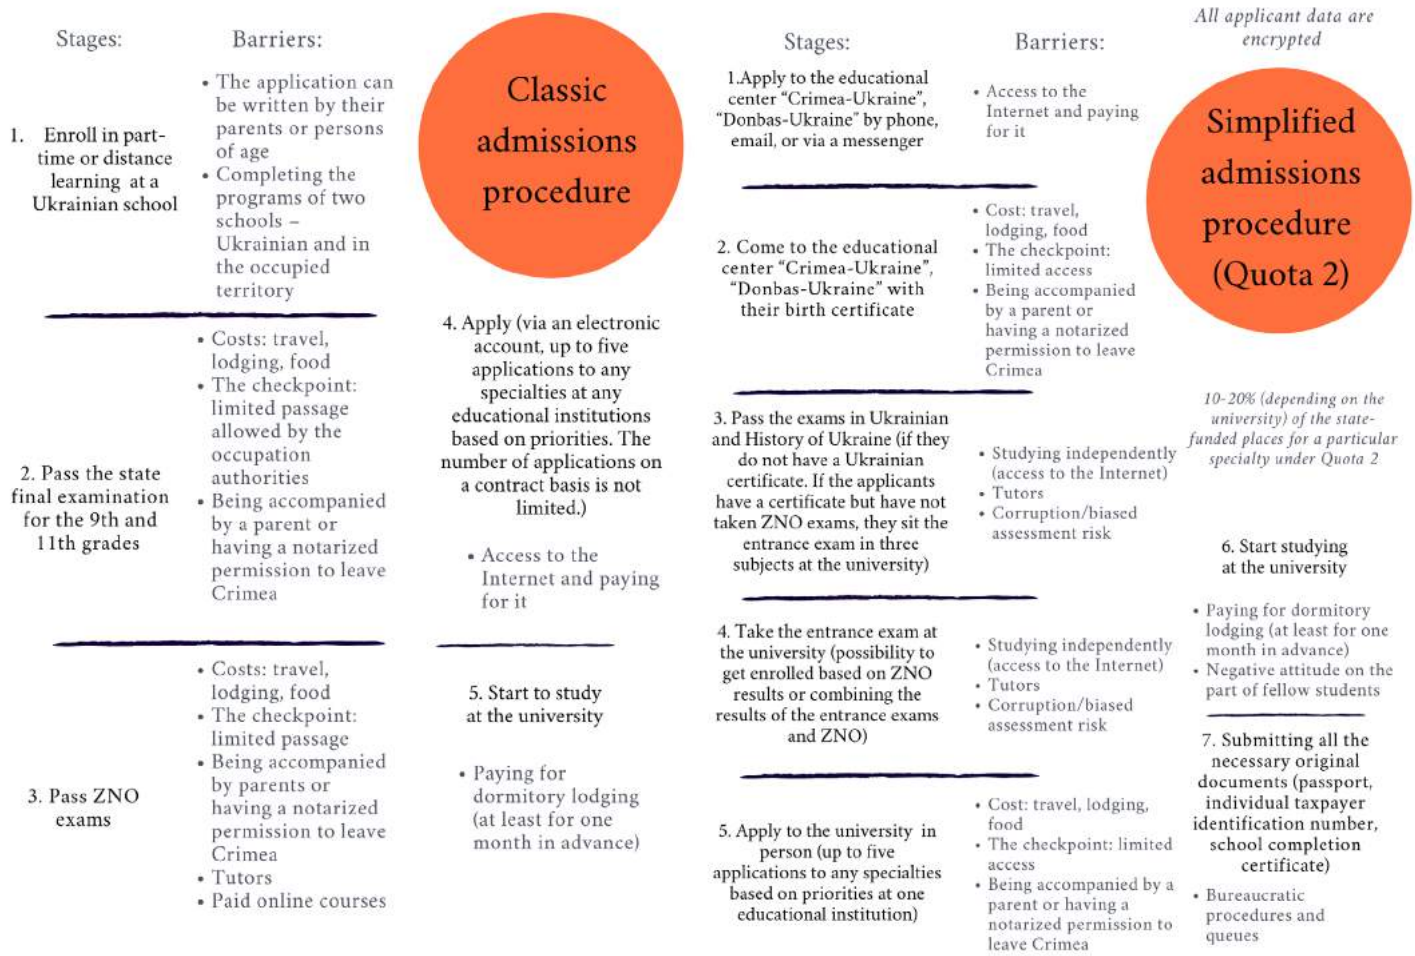 Stages:
Barriers:
1. Enroll in part-
time or distance
learning at a
Ukrainian school
• The application can
be written by their
parents or persons
of age
• Completing the
programs of two
schools –
Ukrainian and in
the occupied
territory
2. Pass the state
final examination
for the 9th and
11th grades
• Costs: travel,
lodging, food
• The checkpoint:
limited passage
allowed by the
occupation
authorities
• Being accompanied
by a parent or
having a notarized
permission to leave
Crimea
3. Pass ZNO
exams
• Costs: travel,
lodging, food
• The checkpoint:
limited passage
• Being accompanied
by parents or
having a notarized
permission to leave
Crimea
• Tutors
• Paid online courses
Classic
admissions
procedure
4. Apply (via an electronic
account, up to five
applications to any
specialties at any
educational institutions
based on priorities. The
number of applications on
a contract basis is not
limited.)
• Access to the
Internet and paying
for it
5. Start to study
at the university
• Paying for
dormitory lodging
(at least for one
month in advance)
Stages:
Barriers:
1.Apply to the educational
center “Crimea-Ukraine”,
“Donbas-Ukraine” by phone,
email, or via a messenger
• Access to the
Internet and paying
for it
2. Come to the educational
center “Crimea-Ukraine”,
“Donbas-Ukraine” with
their birth certificate
• Cost: travel,
lodging, food
• The checkpoint:
limited access
• Being accompanied
by a parent or
having a notarized
permission to leave
Crimea
3. Pass the exams in Ukrainian
and History of Ukraine (if they
do not have a Ukrainian
certificate. If the applicants
have a certificate but have not
taken ZNO exams, they sit the
entrance exam in three
subjects at the university)
• Studying independently
(access to the Internet)
• Tutors
• Corruption/biased
assessment risk
4. Take the entrance exam at
the university (possibility to
get enrolled based on ZNO
results or combining the
results of the entrance exams
and ZNO)
• Studying independently
(access to the Internet)
• Tutors
• Corruption/biased
assessment risk
5. Apply to the university in
person (up to five
applications to any specialties
based on priorities at one
educational institution)
• Cost: travel, lodging,
food
• The checkpoint: limited
access
• Being accompanied by a
parent or having a
notarized permission to
leave Crimea
All applicant data are
encrypted
Simplified
admissions
procedure
(Quota 2)
10-20% (depending on the
university) of the state-
funded places for a particular
specialty under Quota 2
6. Start studying
at the university
• Paying for dormitory
lodging (at least for one
month in advance)
• Negative attitude on the
part of fellow students
7. Submitting all the
necessary original
documents (passport,
individual taxpayer
identification number,
school completion
certificate)
• Bureaucratic
procedures and
queues